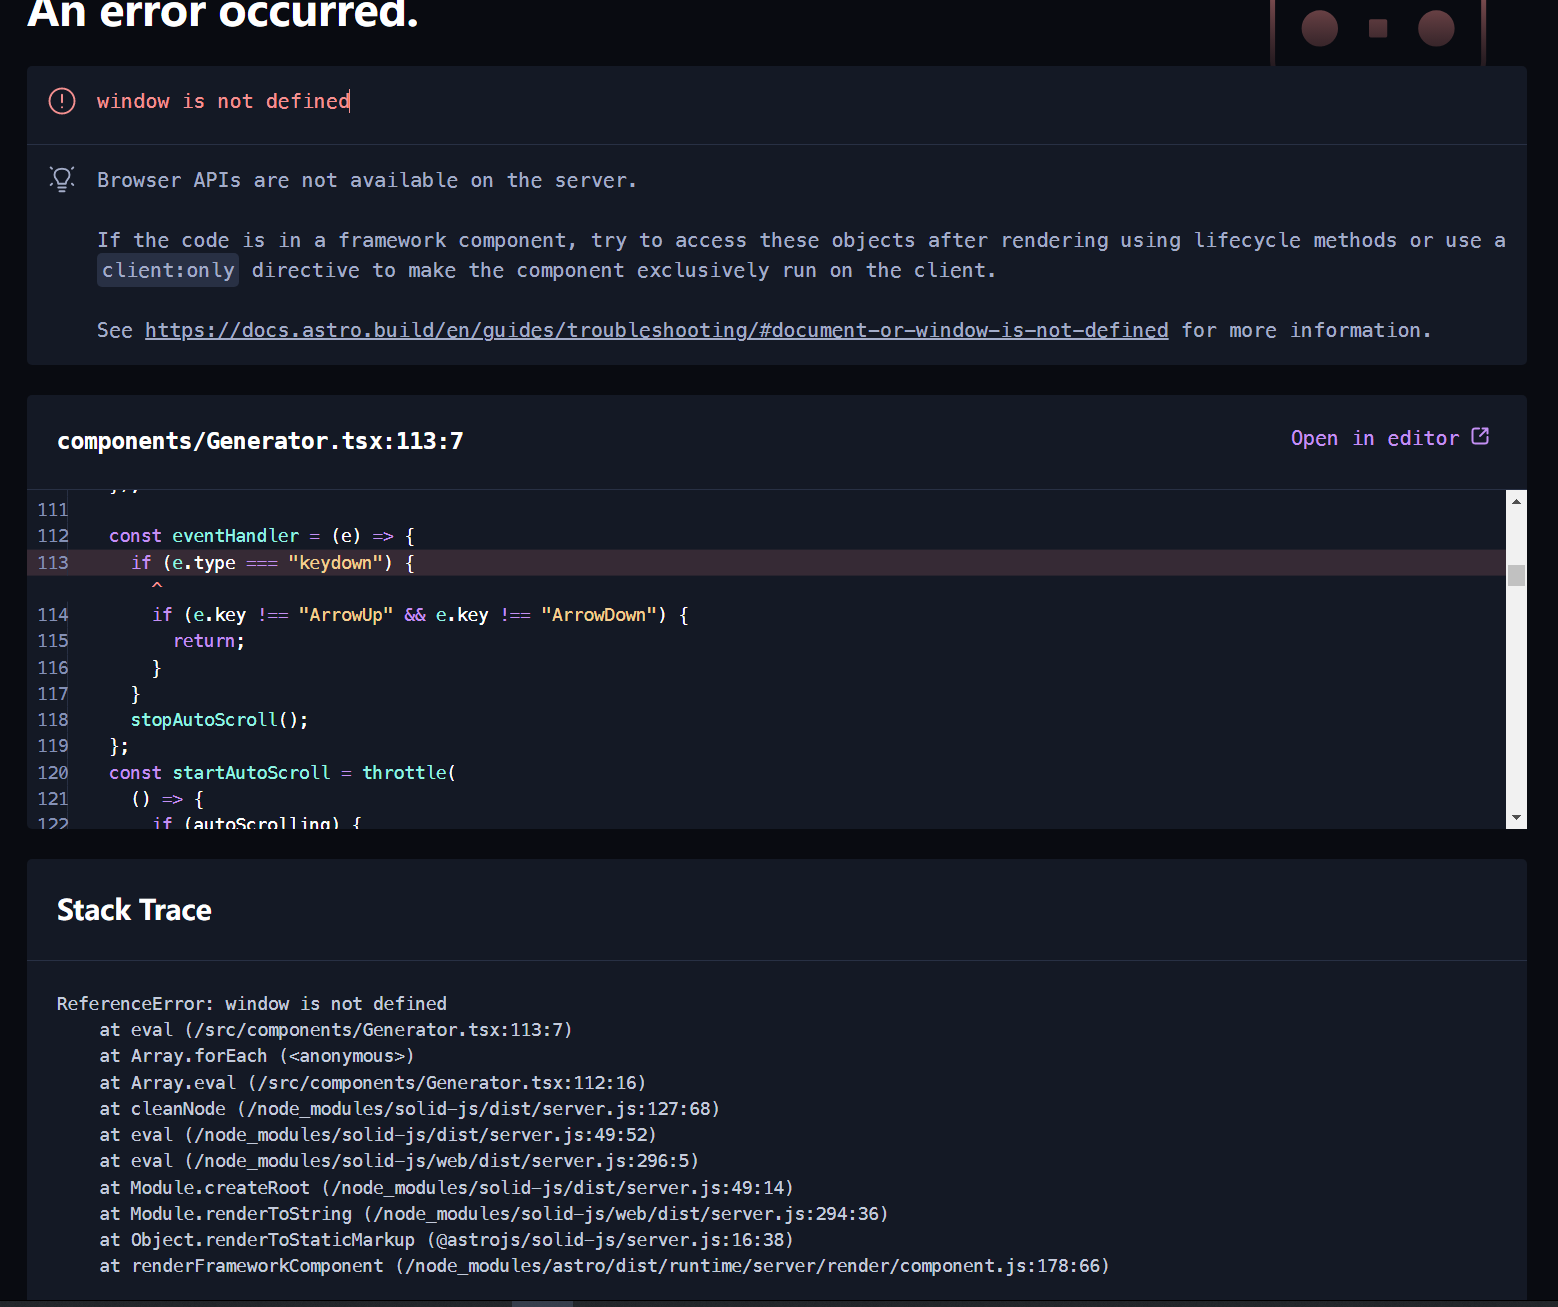 An error occurred.
window is not defined
Browser APIs are not available on the server.
If the code is in a framework component, try to access these objects after rendering using lifecycle methods or use a
client:only directive to make the component exclusively run on the client.
See https://docs.astro.build/en/guides/troubleshooting/#document-or-window-is-not-defined for more information.
components/Generator.tsx:113:7
Open in editor
111
112 const eventHandler = (e) => {
113 if (e.type === "keydown") {
^
114 if (e.key !== "ArrowUp" && e.key !== "ArrowDown") {
115 return;
116 }
117 }
118 stopAutoScroll();
119 };
120 const startAutoScroll = throttle(
121 () => {
122 if (autoScrolling) {
Stack Trace
ReferenceError: window is not defined
at eval (/src/components/Generator.tsx:113:7)
at Array.forEach (<anonymous>)
at Array.eval (/src/components/Generator.tsx:112:16)
at cleanNode (/node_modules/solid-js/dist/server.js:127:68)
at eval (/node_modules/solid-js/dist/server.js:49:52)
at eval (/node_modules/solid-js/web/dist/server.js:296:5)
at Module.createRoot (/node_modules/solid-js/dist/server.js:49:14)
at Module.renderToString (/node_modules/solid-js/web/dist/server.js:294:36)
at Object.renderToStaticMarkup (@astrojs/solid-js/server.js:16:38)
at renderFrameworkComponent (/node_modules/astro/dist/runtime/server/render/component.js:178:66)